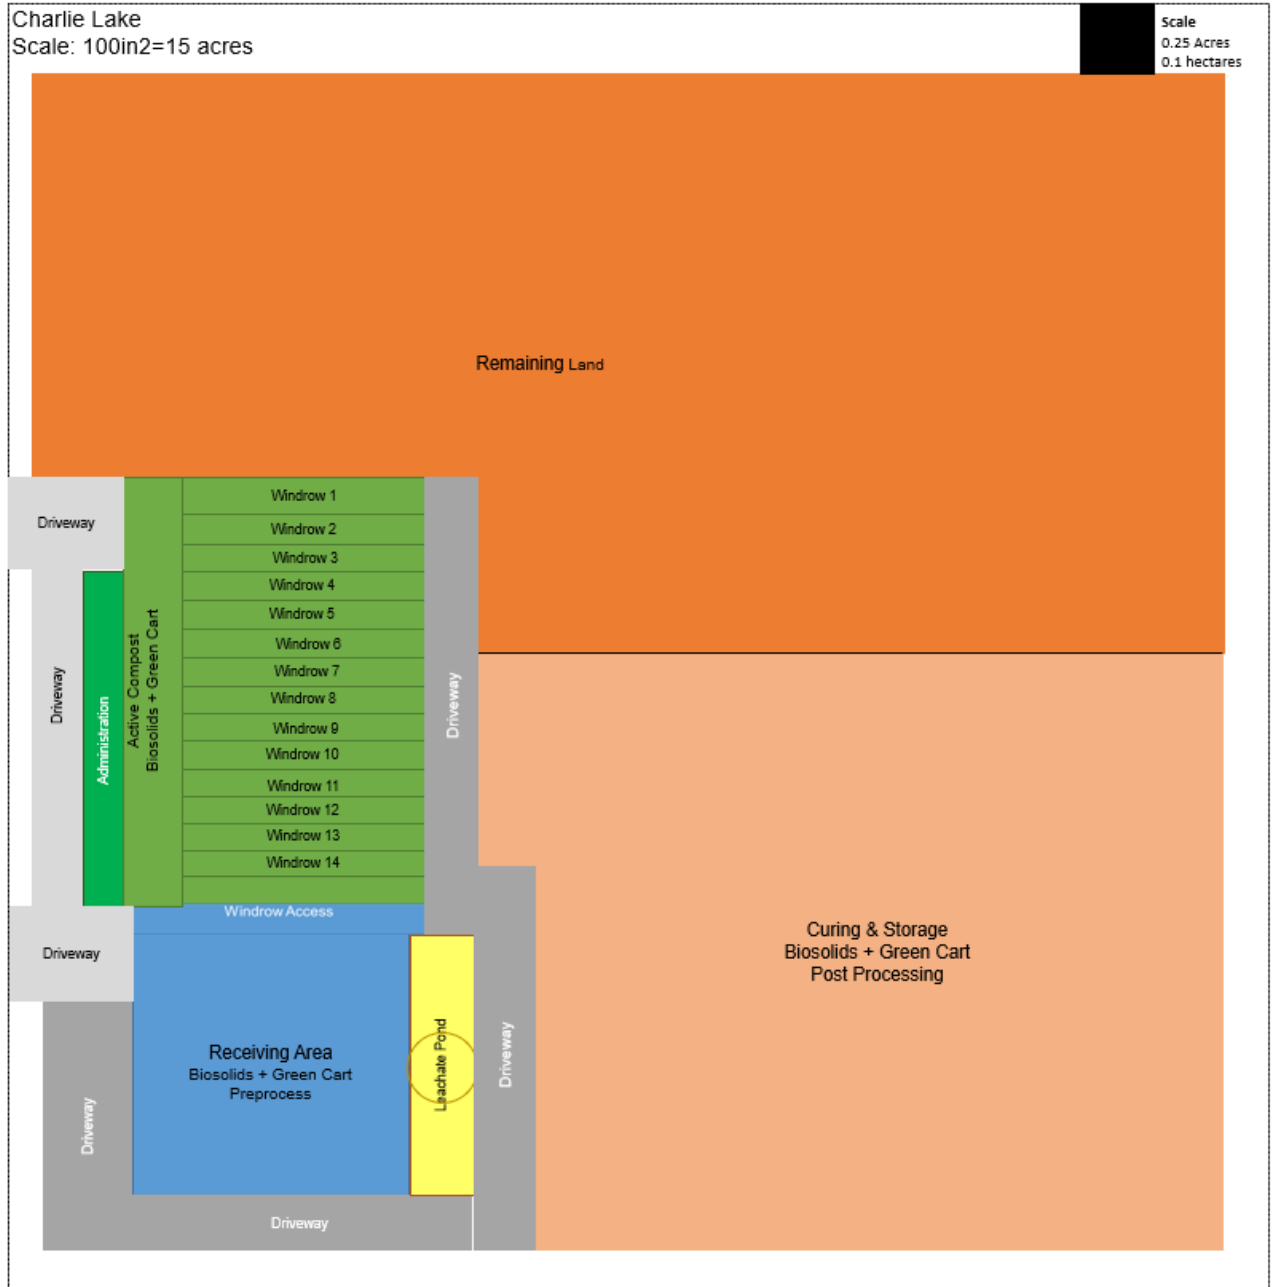 Charlie Lake
Scale: 100in2=15 acres
Scale
0.25 Acres
0.1 hectares
Remaining Land
Driveway
Windrow 1
Windrow 2
Windrow 3
Windrow 4
Windrow 5
Windrow 6
Windrow 7
Windrow 8
Windrow 9
Windrow 10
Windrow 11
Windrow 12
Windrow 13
Windrow 14
Driveway
Administration
Active Compost
Biosolids + Green Cart
Driveway
Windrow Access
Driveway
Curing & Storage
Biosolids + Green Cart
Post Processing
Receiving Area
Biosolids + Green Cart
Preprocess
Leachate Pond
Driveway
Driveway
Driveway